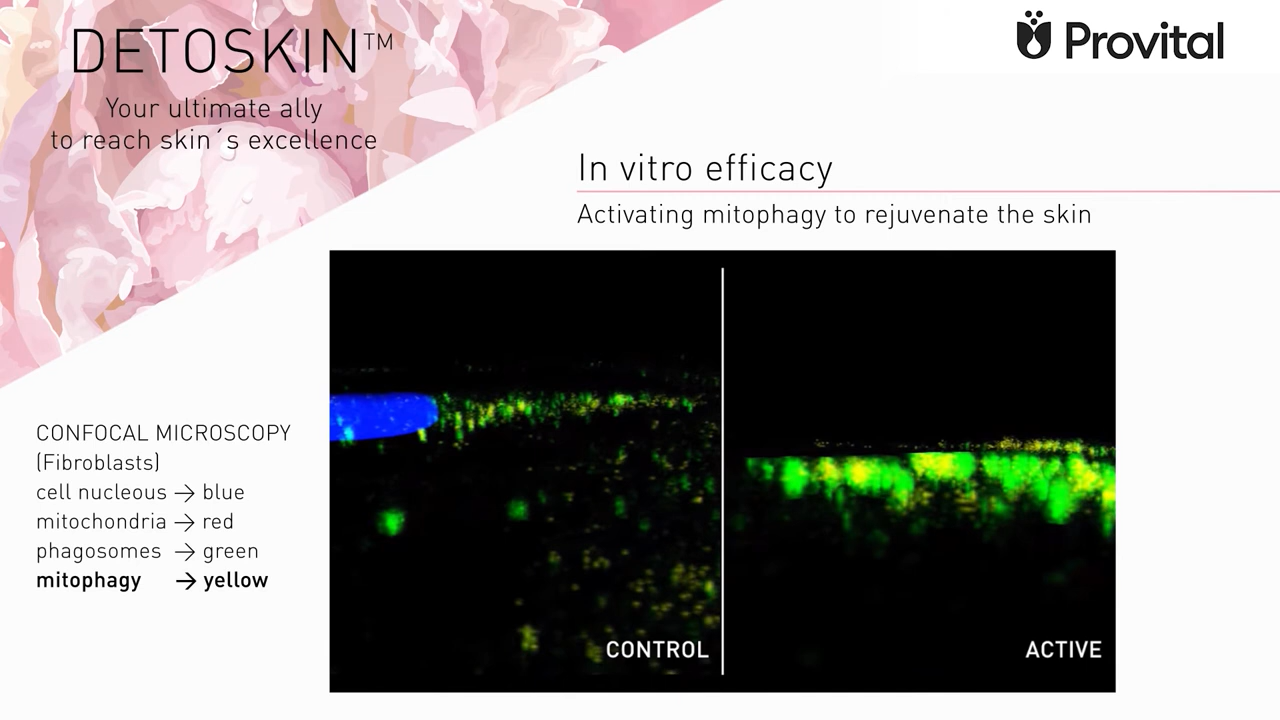 DETOSKIN™
Your ultimate ally
to reach skin´s excellence
Provital
In vitro efficacy
Activating mitophagy to rejuvenate the skin
CONFOCAL MICROSCOPY
(Fibroblasts)
cell nucleous → blue
mitochondria → red
phagosomes → green
mitophagy → yellow
CONTROL
ACTIVE